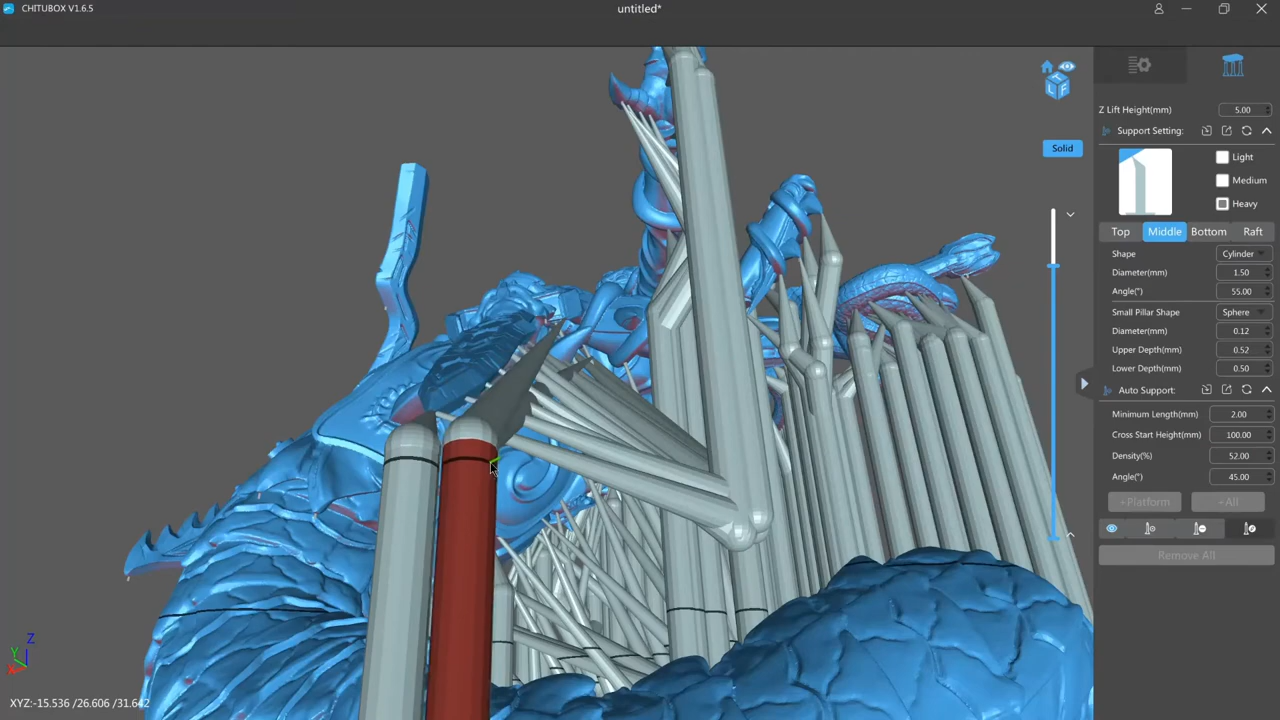 CHITUBOX V1.6.5
untitled*
Z Lift Height(mm) 5.00
T
L F
Solid
Support Setting:
Light
Medium
Heavy
Top Middle Bottom Raft
Shape Cylinder
Diameter(mm) 1.50
Angle(°) 55.00
Small Pillar Shape Sphere
Diameter(mm) 0.12
Upper Depth(mm) 0.52
Lower Depth(mm) 0.50
Auto Support:
Minimum Length(mm) 2.00
Cross Start Height(mm) 100.00
Density(%) 52.00
Angle(°) 45.00
+Platform +All
Remove All
Z
Y
X
XYZ:-15.536 /26.606 /31.642